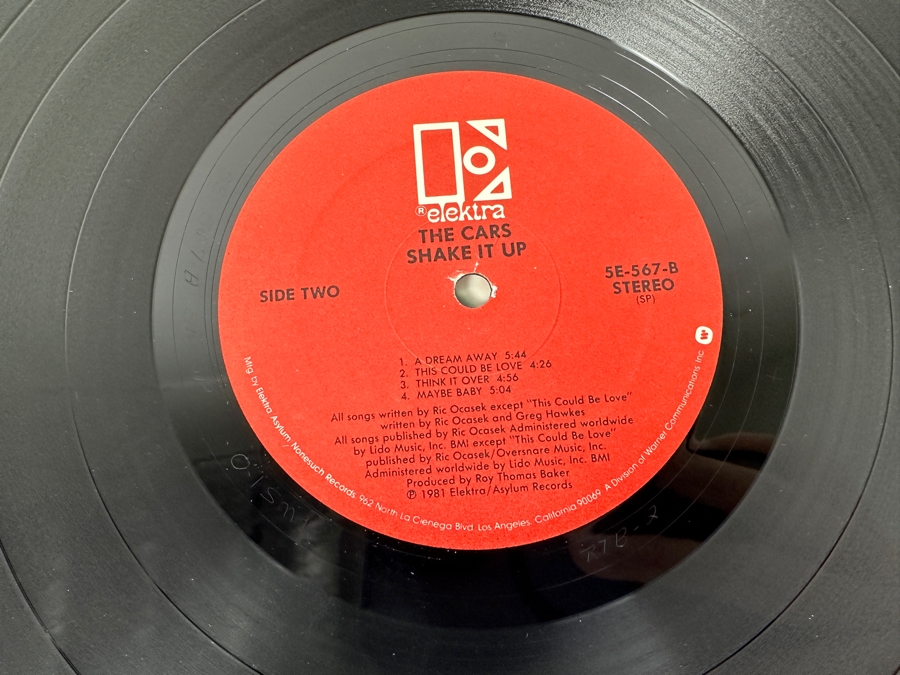 ® elektra
THE CARS
SHAKE IT UP
SIDE TWO
5E-567-B
STEREO
(SP)
1. A DREAM AWAY 5:44
2. THIS COULD BE LOVE 4:26
3. THINK IT OVER 4:56
4. MAYBE BABY 5:04
All songs written by Ric Ocasek except "This Could Be Love"
written by Ric Ocasek and Greg Hawkes
All songs published by Ric Ocasek Administered worldwide
by Lido Music, Inc. BMI except "This Could Be Love"
published by Ric Ocasek/Oversnare Music, Inc.
Administered worldwide by Lido Music, Inc. BMI
Produced by Roy Thomas Baker
℗ 1981 Elektra/Asylum Records
Mfg. by Elektra Asylum Nonesuch Records 962 North La Cienega Blvd. Los Angeles, California 90069 A Division of Warner Communications Inc